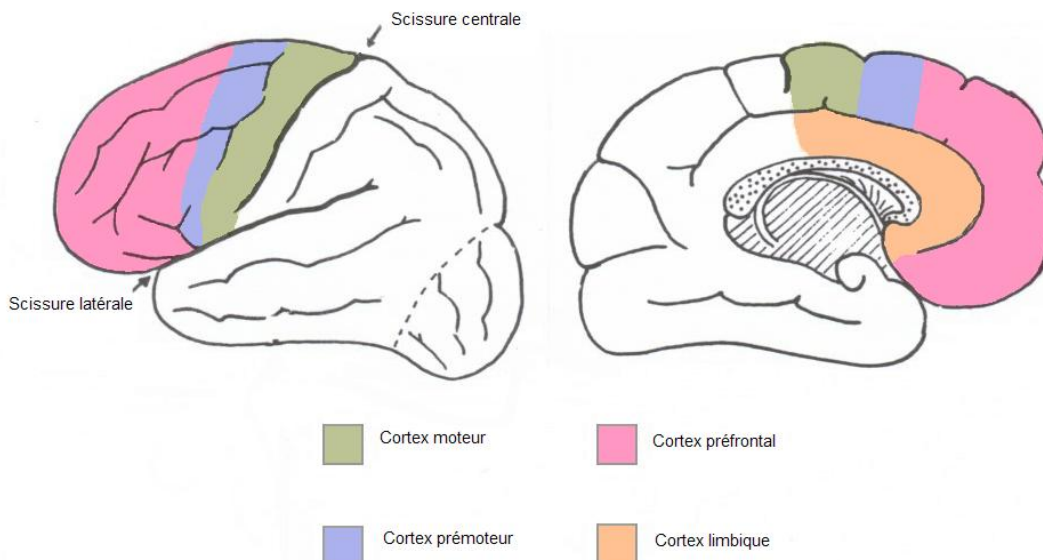 Scissure centrale
Scissure latérale
Cortex moteur
Cortex préfrontal
Cortex prémoteur
Cortex limbique